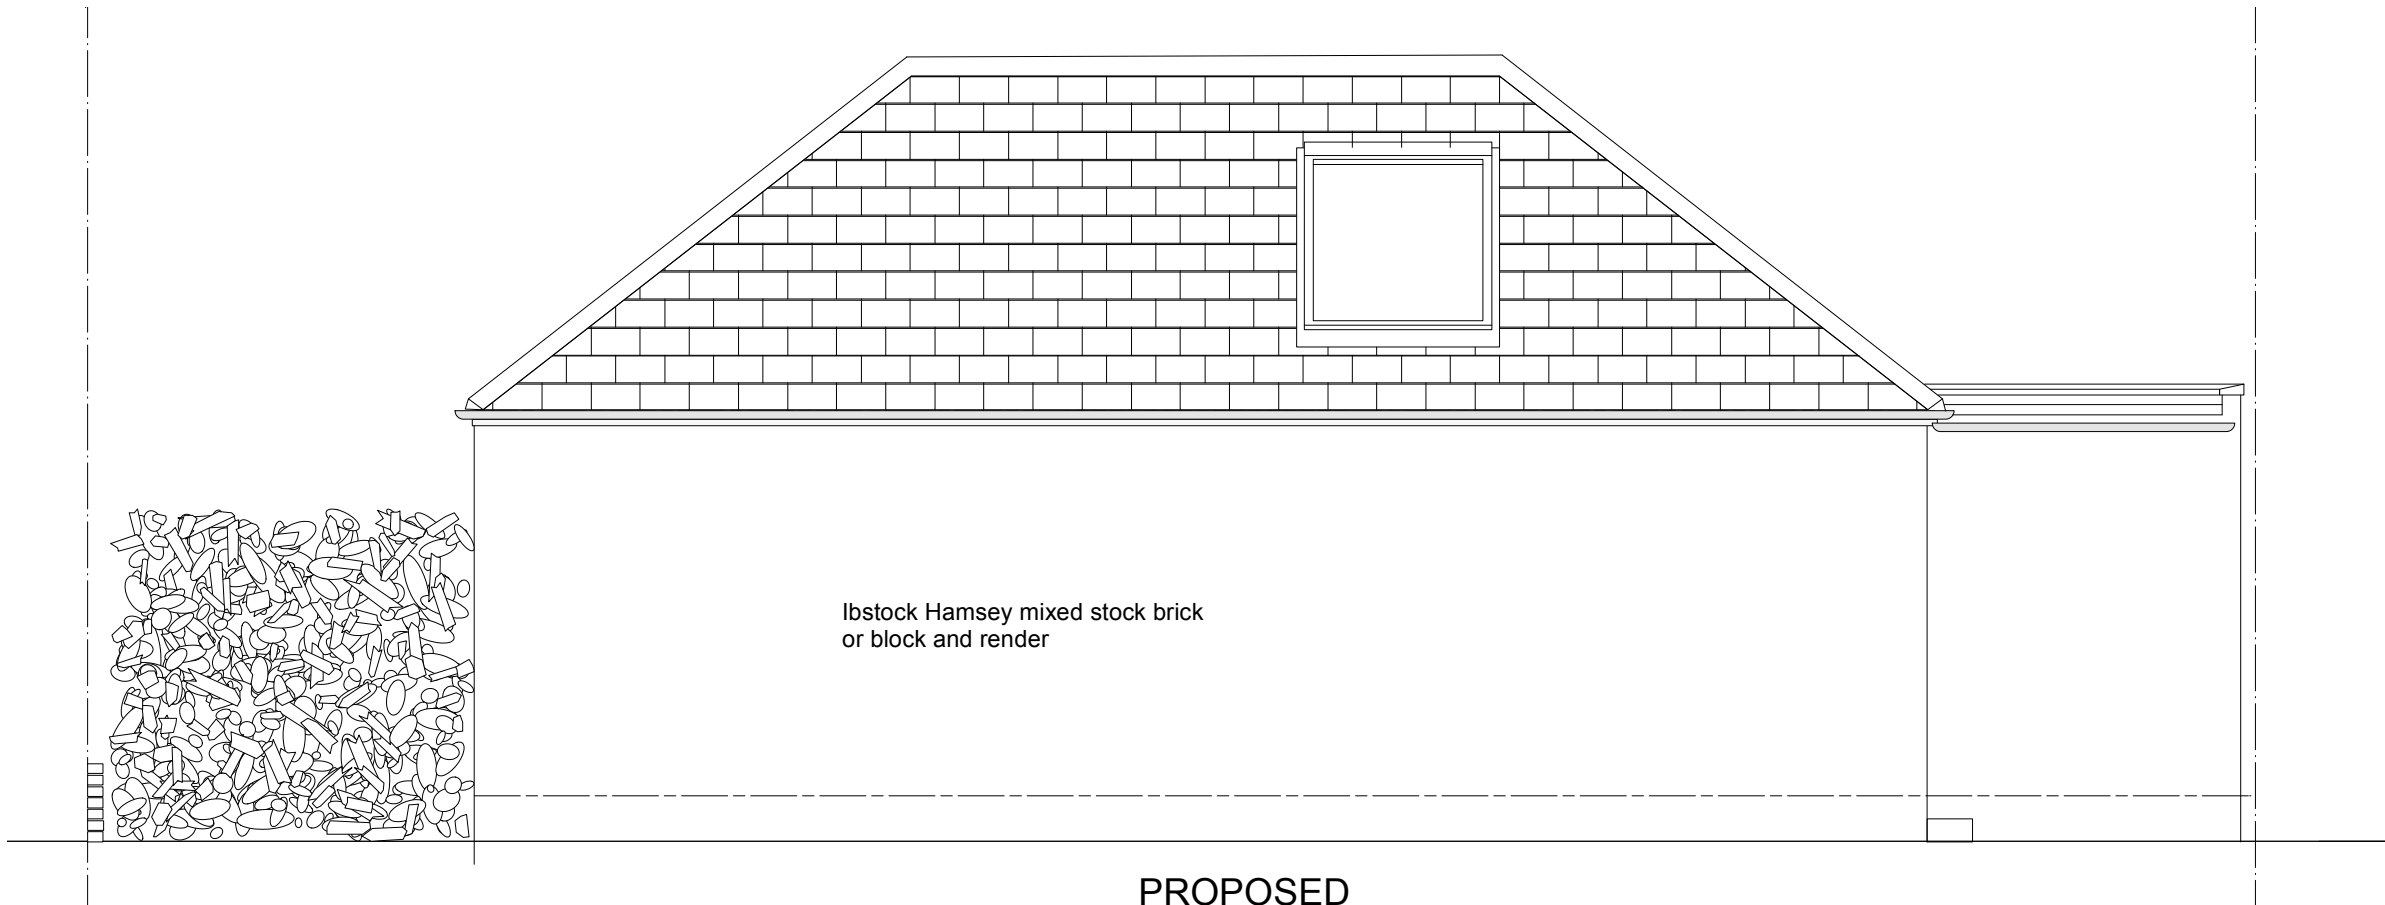 Ibstock Hamsey mixed stock brick
or block and render
PROPOSED